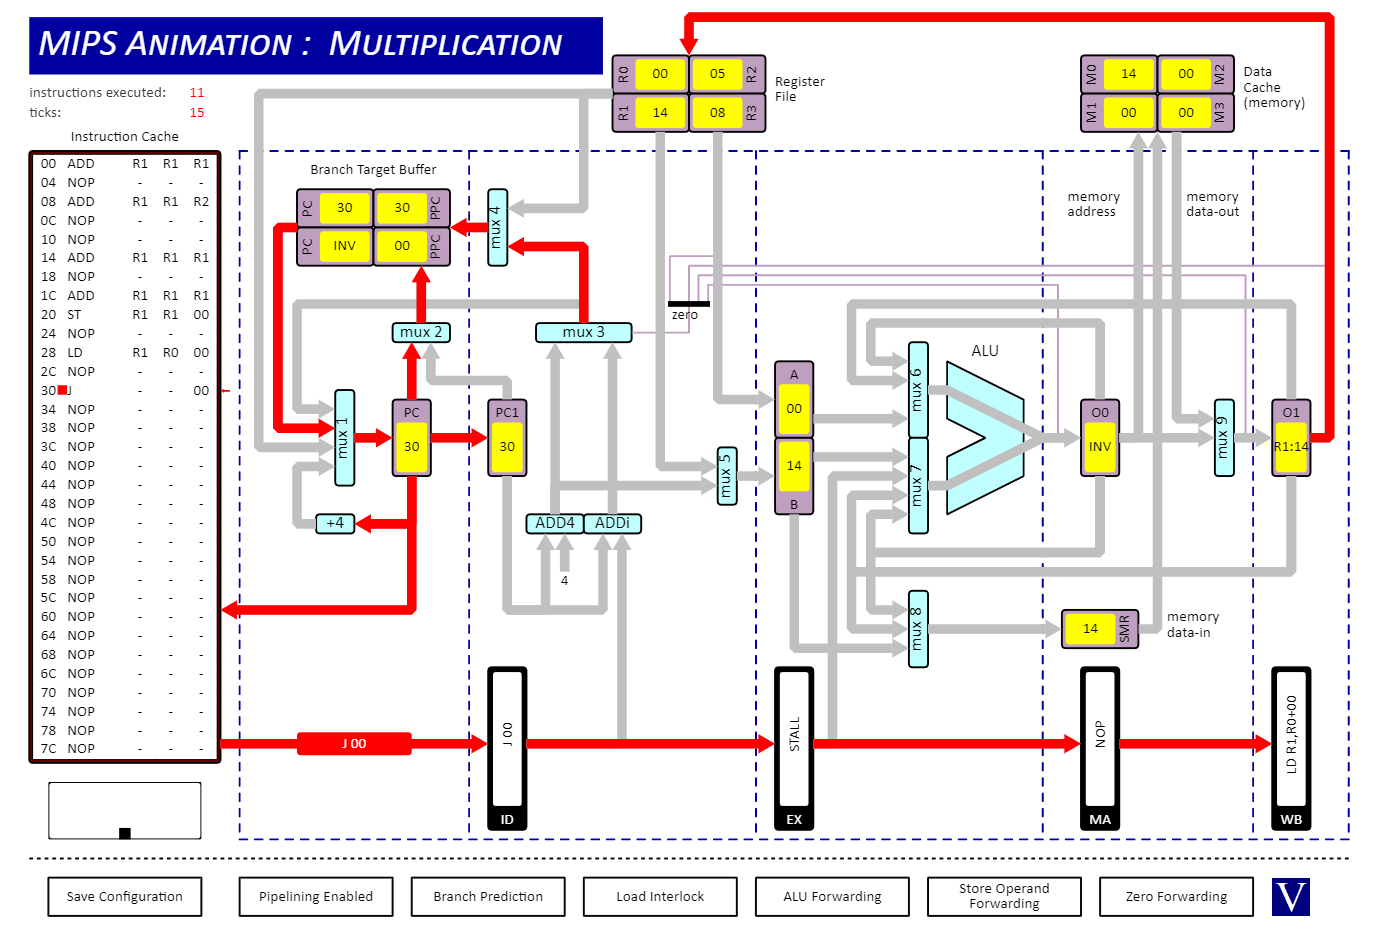 MIPS ANIMATION : MULTIPLICATION
instructions executed: 11
ticks: 15
Instruction Cache
00 ADD R1 R1 R1
04 NOP - - -
08 ADD R1 R1 R2
0C NOP - - -
10 NOP - - -
14 ADD R1 R1 R1
18 NOP - - -
1C ADD R1 R1 R1
20 ST R1 R1 00
24 NOP - - -
28 LD R1 R0 00
2C NOP - - -
30 J - - 00
34 NOP - - -
38 NOP - - -
3C NOP - - -
40 NOP - - -
44 NOP - - -
48 NOP - - -
4C NOP - - -
50 NOP - - -
54 NOP - - -
58 NOP - - -
5C NOP - - -
60 NOP - - -
64 NOP - - -
68 NOP - - -
6C NOP - - -
70 NOP - - -
74 NOP - - -
78 NOP - - -
7C NOP - - -
R0 00 05 R2
R1 14 08 R3
Register
File
M0 14 00 M2
M1 00 00 M3
Data
Cache
(memory)
Branch Target Buffer
PC 30 30 PPC
PC INV 00 PPC
mux 4
memory
address
memory
data-out
mux 2
mux 3
zero
mux 1
PC
30
PC1
30
+4
ADD4
ADDi
4
mux 5
A
00
14
B
mux 6
mux 7
ALU
O0
INV
mux 9
O1
R1:14
mux 8
14 SMR
memory
data-in
J 00
J 00
ID
STALL
EX
NOP
MA
LD R1,R0+00
WB
Save Configuration
Pipelining Enabled
Branch Prediction
Load Interlock
ALU Forwarding
Store Operand
Forwarding
Zero Forwarding
V